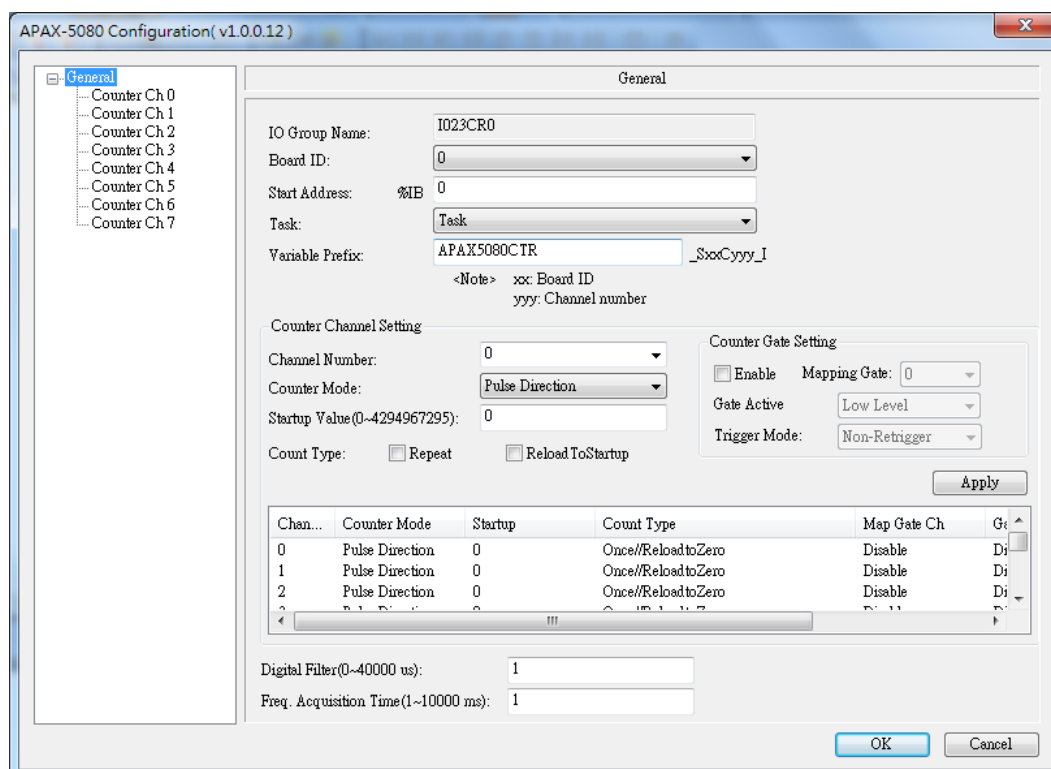 APAX-5080 Configuration( v1.0.0.12 )
General
Counter Ch 0
Counter Ch 1
Counter Ch 2
Counter Ch 3
Counter Ch 4
Counter Ch 5
Counter Ch 6
Counter Ch 7
General
IO Group Name: I023CR0
Board ID: 0
Start Address: %IB 0
Task: Task
Variable Prefix: APAX5080CTR _SxxCyyy_I
<Note> xx: Board ID
yyy: Channel number
Counter Channel Setting
Channel Number: 0
Counter Mode: Pulse Direction
Startup Value(0~4294967295): 0
Count Type: Repeat ReloadToStartup
Counter Gate Setting
Enable Mapping Gate: 0
Gate Active Low Level
Trigger Mode: Non-Retrigger
Apply
Chan... Counter Mode Startup Count Type Map Gate Ch
0 Pulse Direction 0 Once//ReloadtoZero Disable
1 Pulse Direction 0 Once//ReloadtoZero Disable
2 Pulse Direction 0 Once//ReloadtoZero Disable
Digital Filter(0~40000 us): 1
Freq. Acquisition Time(1~10000 ms): 1
OK Cancel